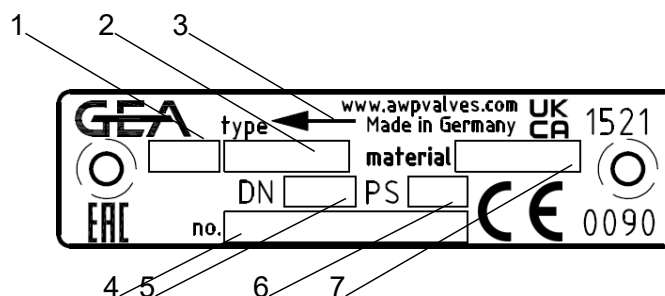 1 2 3
GEA type www.awpvalves.com UK
Made in Germany CA 1521
material
DN PS
EAC no. CE 0090
4 5 6 7